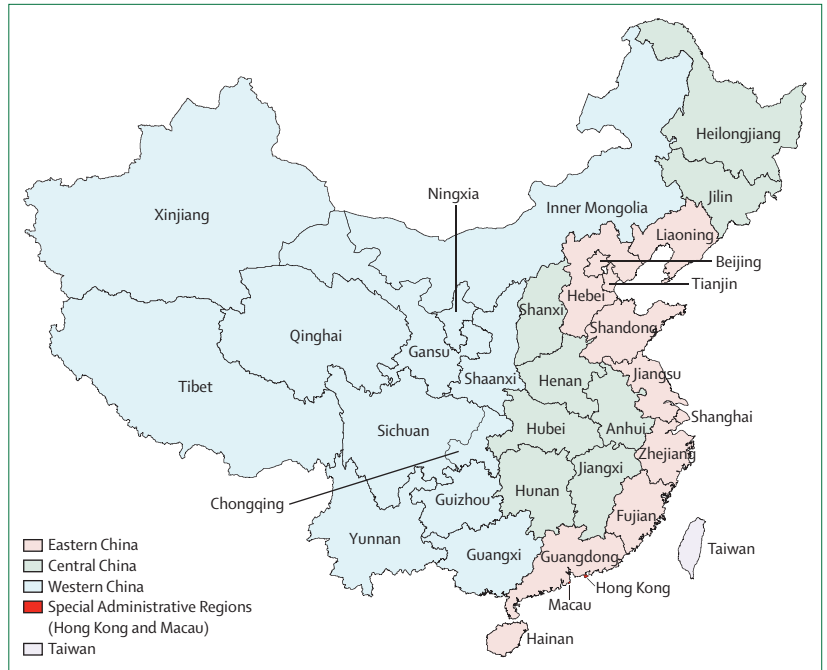 Heilongjiang
Jilin
Ningxia
Xinjiang
Inner Mongolia
Liaoning
Beijing
Tianjin
Hebei
Shanxi
Shandong
Qinghai
Gansu
Shaanxi
Jiangsu
Henan
Tibet
Shanghai
Sichuan
Hubei
Anhui
Zhejiang
Jiangxi
Chongqing
Guizhou
Hunan
Fujian
Yunnan
Guangxi
Guangdong
Taiwan
Hong Kong
Macau
Hainan
Eastern China
Central China
Western China
Special Administrative Regions
(Hong Kong and Macau)
Taiwan